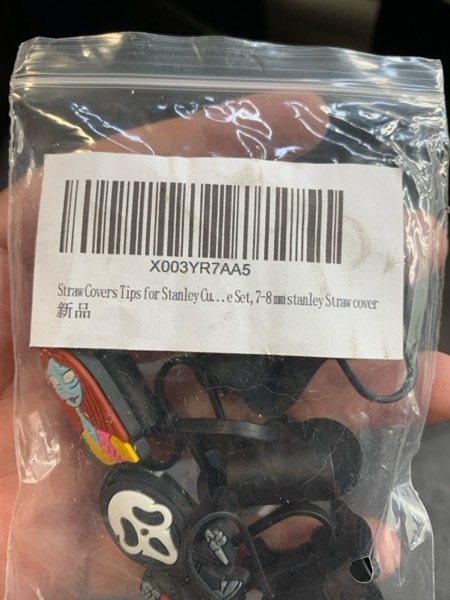 X003YR7AA5
Straw Covers Tips for Stanley Cu...e Set, 7-8 mm stanley Straw cover
新品